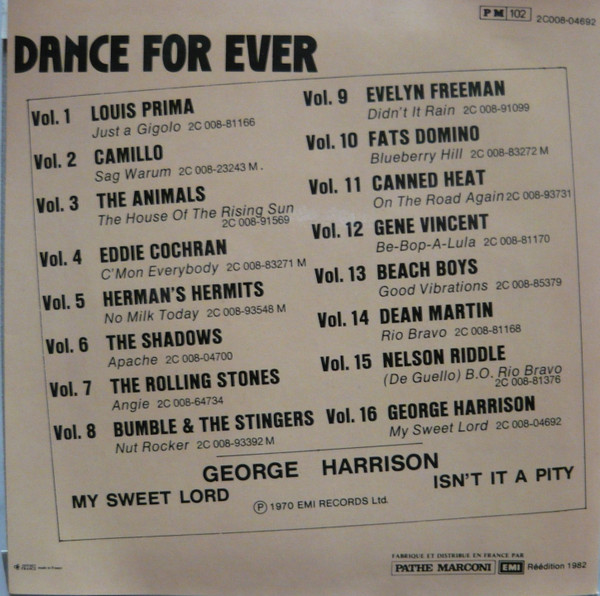 PM 102 2C008-04692
DANCE FOR EVER
Vol. 1 LOUIS PRIMA
Just a Gigolo 2C 008-81166
Vol. 2 CAMILLO
Sag Warum 2C 008-23243 M.
Vol. 3 THE ANIMALS
The House Of The Rising Sun
2C 008-91569
Vol. 4 EDDIE COCHRAN
C'Mon Everybody 2C 008-83271 M
Vol. 5 HERMAN'S HERMITS
No Milk Today 2C 008-93548 M
Vol. 6 THE SHADOWS
Apache 2C 008-04700
Vol. 7 THE ROLLING STONES
Angie 2C 008-64734
Vol. 8 BUMBLE & THE STINGERS
Nut Rocker 2C 008-93392 M
Vol. 9 EVELYN FREEMAN
Didn't It Rain 2C 008-91099
Vol. 10 FATS DOMINO
Blueberry Hill 2C 008-83272 M
Vol. 11 CANNED HEAT
On The Road Again 2C 008-93731
Vol. 12 GENE VINCENT
Be-Bop-A-Lula 2C 008-81170
Vol. 13 BEACH BOYS
Good Vibrations 2C 008-85379
Vol. 14 DEAN MARTIN
Rio Bravo 2C 008-81168
Vol. 15 NELSON RIDDLE
(De Guello) B.O. Rio Bravo
2C 008-81376
Vol. 16 GEORGE HARRISON
My Sweet Lord 2C 008-04692
GEORGE HARRISON
MY SWEET LORD ISN'T IT A PITY
Ⓟ 1970 EMI RECORDS Ltd.
FABRIQUE ET DISTRIBUE EN FRANCE PAR
PATHE MARCONI EMI Réédition 1982